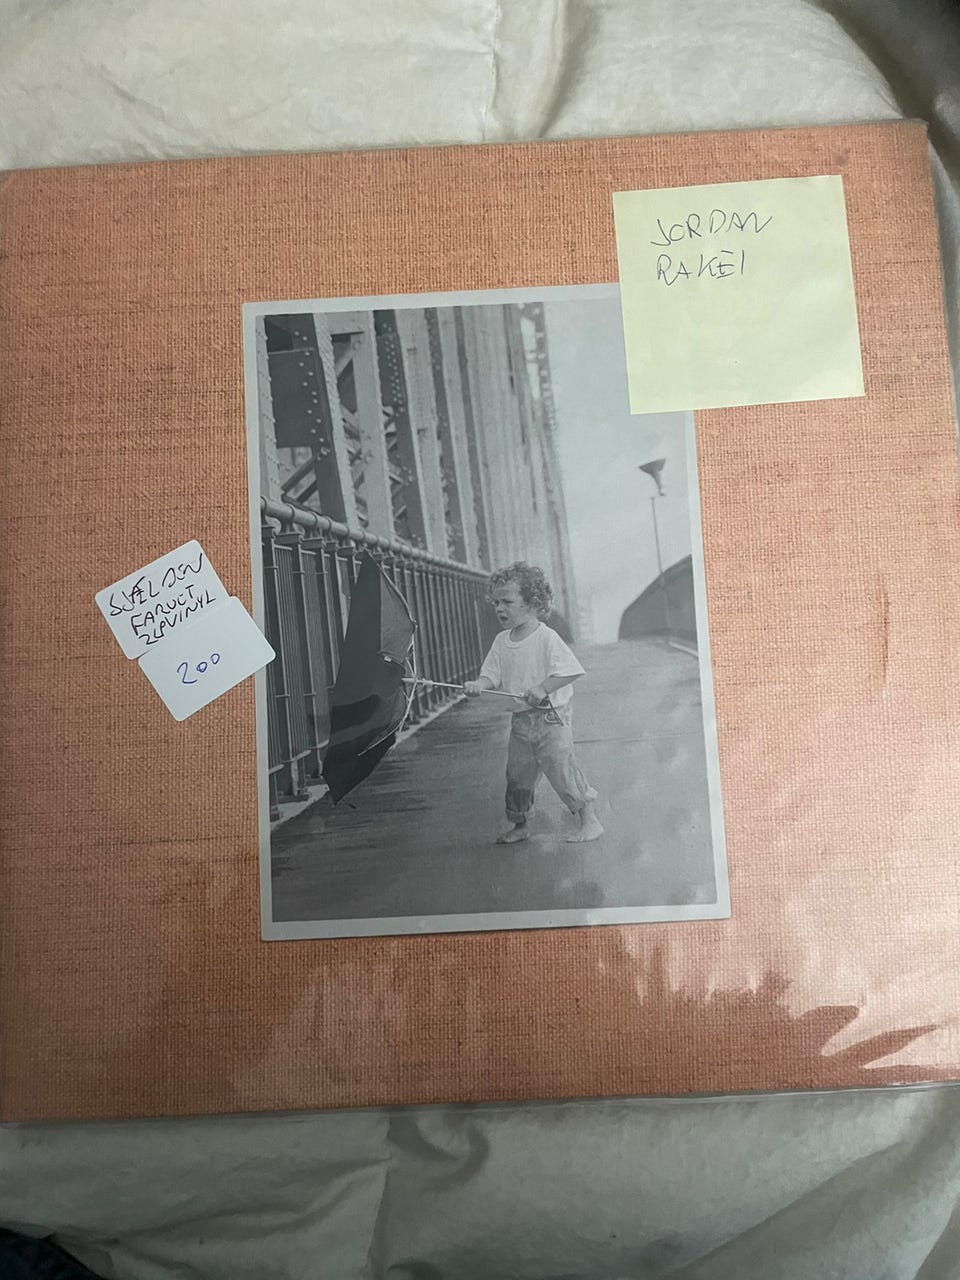 JORDAN
RAKEI
SJÆLDEN
FARVET
2LPVINYL
200